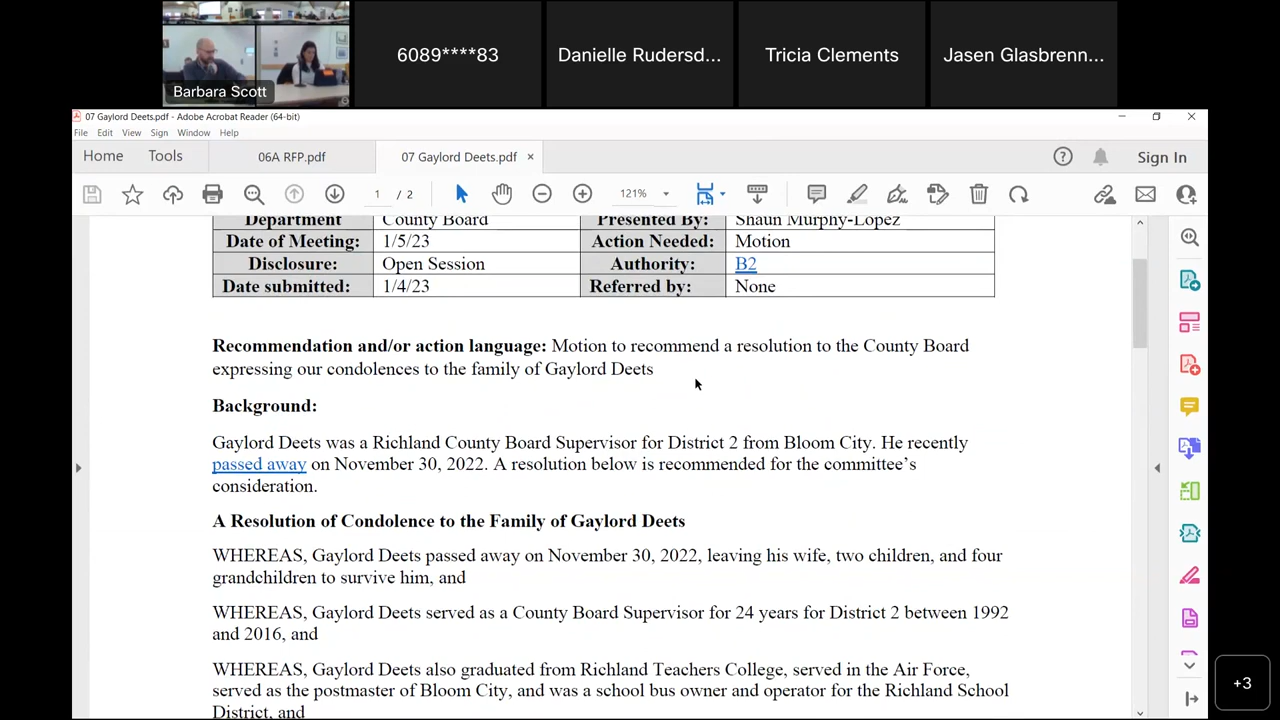 6089****83
Danielle Rudersd...
Tricia Clements
Jasen Glasbrenn...
Barbara Scott
07 Gaylord Deets.pdf - Adobe Acrobat Reader (64-bit)
File Edit View Sign Window Help
Home Tools 06A RFP.pdf 07 Gaylord Deets.pdf × Sign In
1 / 2 121%
Department County Board Presented By: Shaun Murphy-Lopez
Date of Meeting: 1/5/23 Action Needed: Motion
Disclosure: Open Session Authority: B2
Date submitted: 1/4/23 Referred by: None
Recommendation and/or action language: Motion to recommend a resolution to the County Board
expressing our condolences to the family of Gaylord Deets
Background:
Gaylord Deets was a Richland County Board Supervisor for District 2 from Bloom City. He recently
passed away on November 30, 2022. A resolution below is recommended for the committee's
consideration.
A Resolution of Condolence to the Family of Gaylord Deets
WHEREAS, Gaylord Deets passed away on November 30, 2022, leaving his wife, two children, and four
grandchildren to survive him, and
WHEREAS, Gaylord Deets served as a County Board Supervisor for 24 years for District 2 between 1992
and 2016, and
WHEREAS, Gaylord Deets also graduated from Richland Teachers College, served in the Air Force,
served as the postmaster of Bloom City, and was a school bus owner and operator for the Richland School
District, and
+3